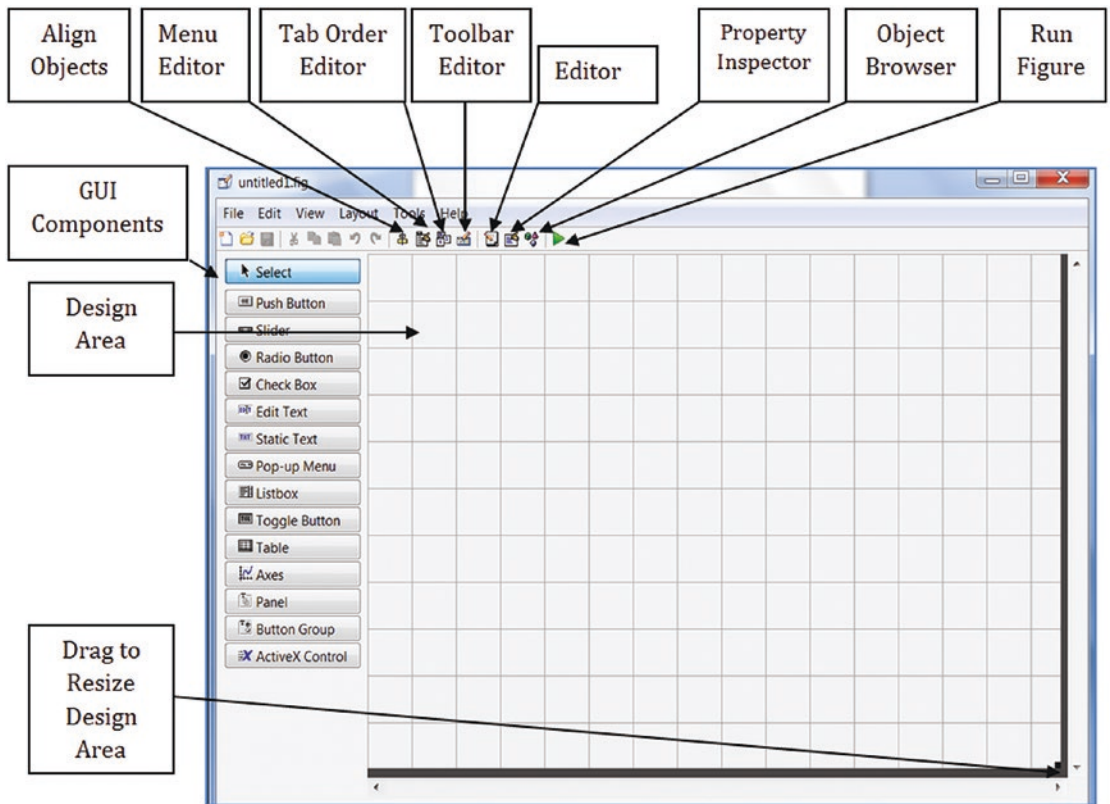 Align
Objects
Menu
Editor
Tab Order
Editor
Toolbar
Editor
Editor
Property
Inspector
Object
Browser
Run
Figure
GUI
Components
Design
Area
Drag to
Resize
Design
Area
untitled1.fig
File Edit View Layout Tools Help
Select
Push Button
Slider
Radio Button
Check Box
Edit Text
Static Text
Pop-up Menu
Listbox
Toggle Button
Table
Axes
Panel
Button Group
ActiveX Control